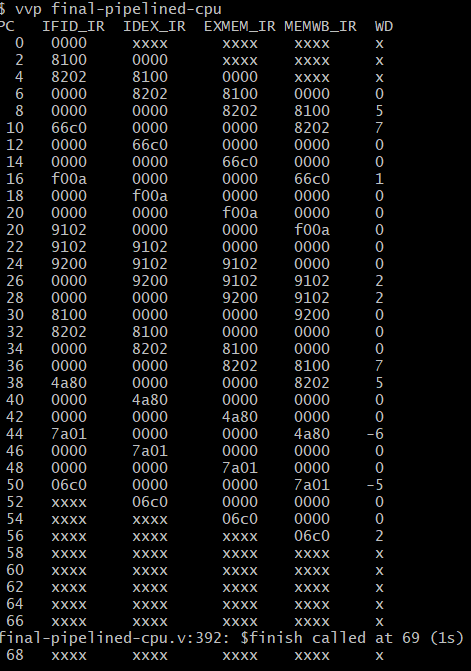 $ vvp final-pipelined-cpu
PC IFID_IR IDEX_IR EXMEM_IR MEMWB_IR WD
0 0000 xxxx xxxx xxxx x
2 8100 0000 xxxx xxxx x
4 8202 8100 0000 xxxx x
6 0000 8202 8100 0000 0
8 0000 0000 8202 8100 5
10 66c0 0000 0000 8202 7
12 0000 66c0 0000 0000 0
14 0000 0000 66c0 0000 0
16 f00a 0000 0000 66c0 1
18 0000 f00a 0000 0000 0
20 0000 0000 f00a 0000 0
20 9102 0000 0000 f00a 0
22 9102 9102 0000 0000 0
24 9200 9102 9102 0000 0
26 0000 9200 9102 9102 2
28 0000 0000 9200 9102 2
30 8100 0000 0000 9200 0
32 8202 8100 0000 0000 0
34 0000 8202 8100 0000 0
36 0000 0000 8202 8100 7
38 4a80 0000 0000 8202 5
40 0000 4a80 0000 0000 0
42 0000 0000 4a80 0000 0
44 7a01 0000 0000 4a80 -6
46 0000 7a01 0000 0000 0
48 0000 0000 7a01 0000 0
50 06c0 0000 0000 7a01 -5
52 xxxx 06c0 0000 0000 0
54 xxxx xxxx 06c0 0000 0
56 xxxx xxxx xxxx 06c0 2
58 xxxx xxxx xxxx xxxx x
60 xxxx xxxx xxxx xxxx x
62 xxxx xxxx xxxx xxxx x
64 xxxx xxxx xxxx xxxx x
66 xxxx xxxx xxxx xxxx x
final-pipelined-cpu.v:392: $finish called at 69 (1s)
68 xxxx xxxx xxxx xxxx x